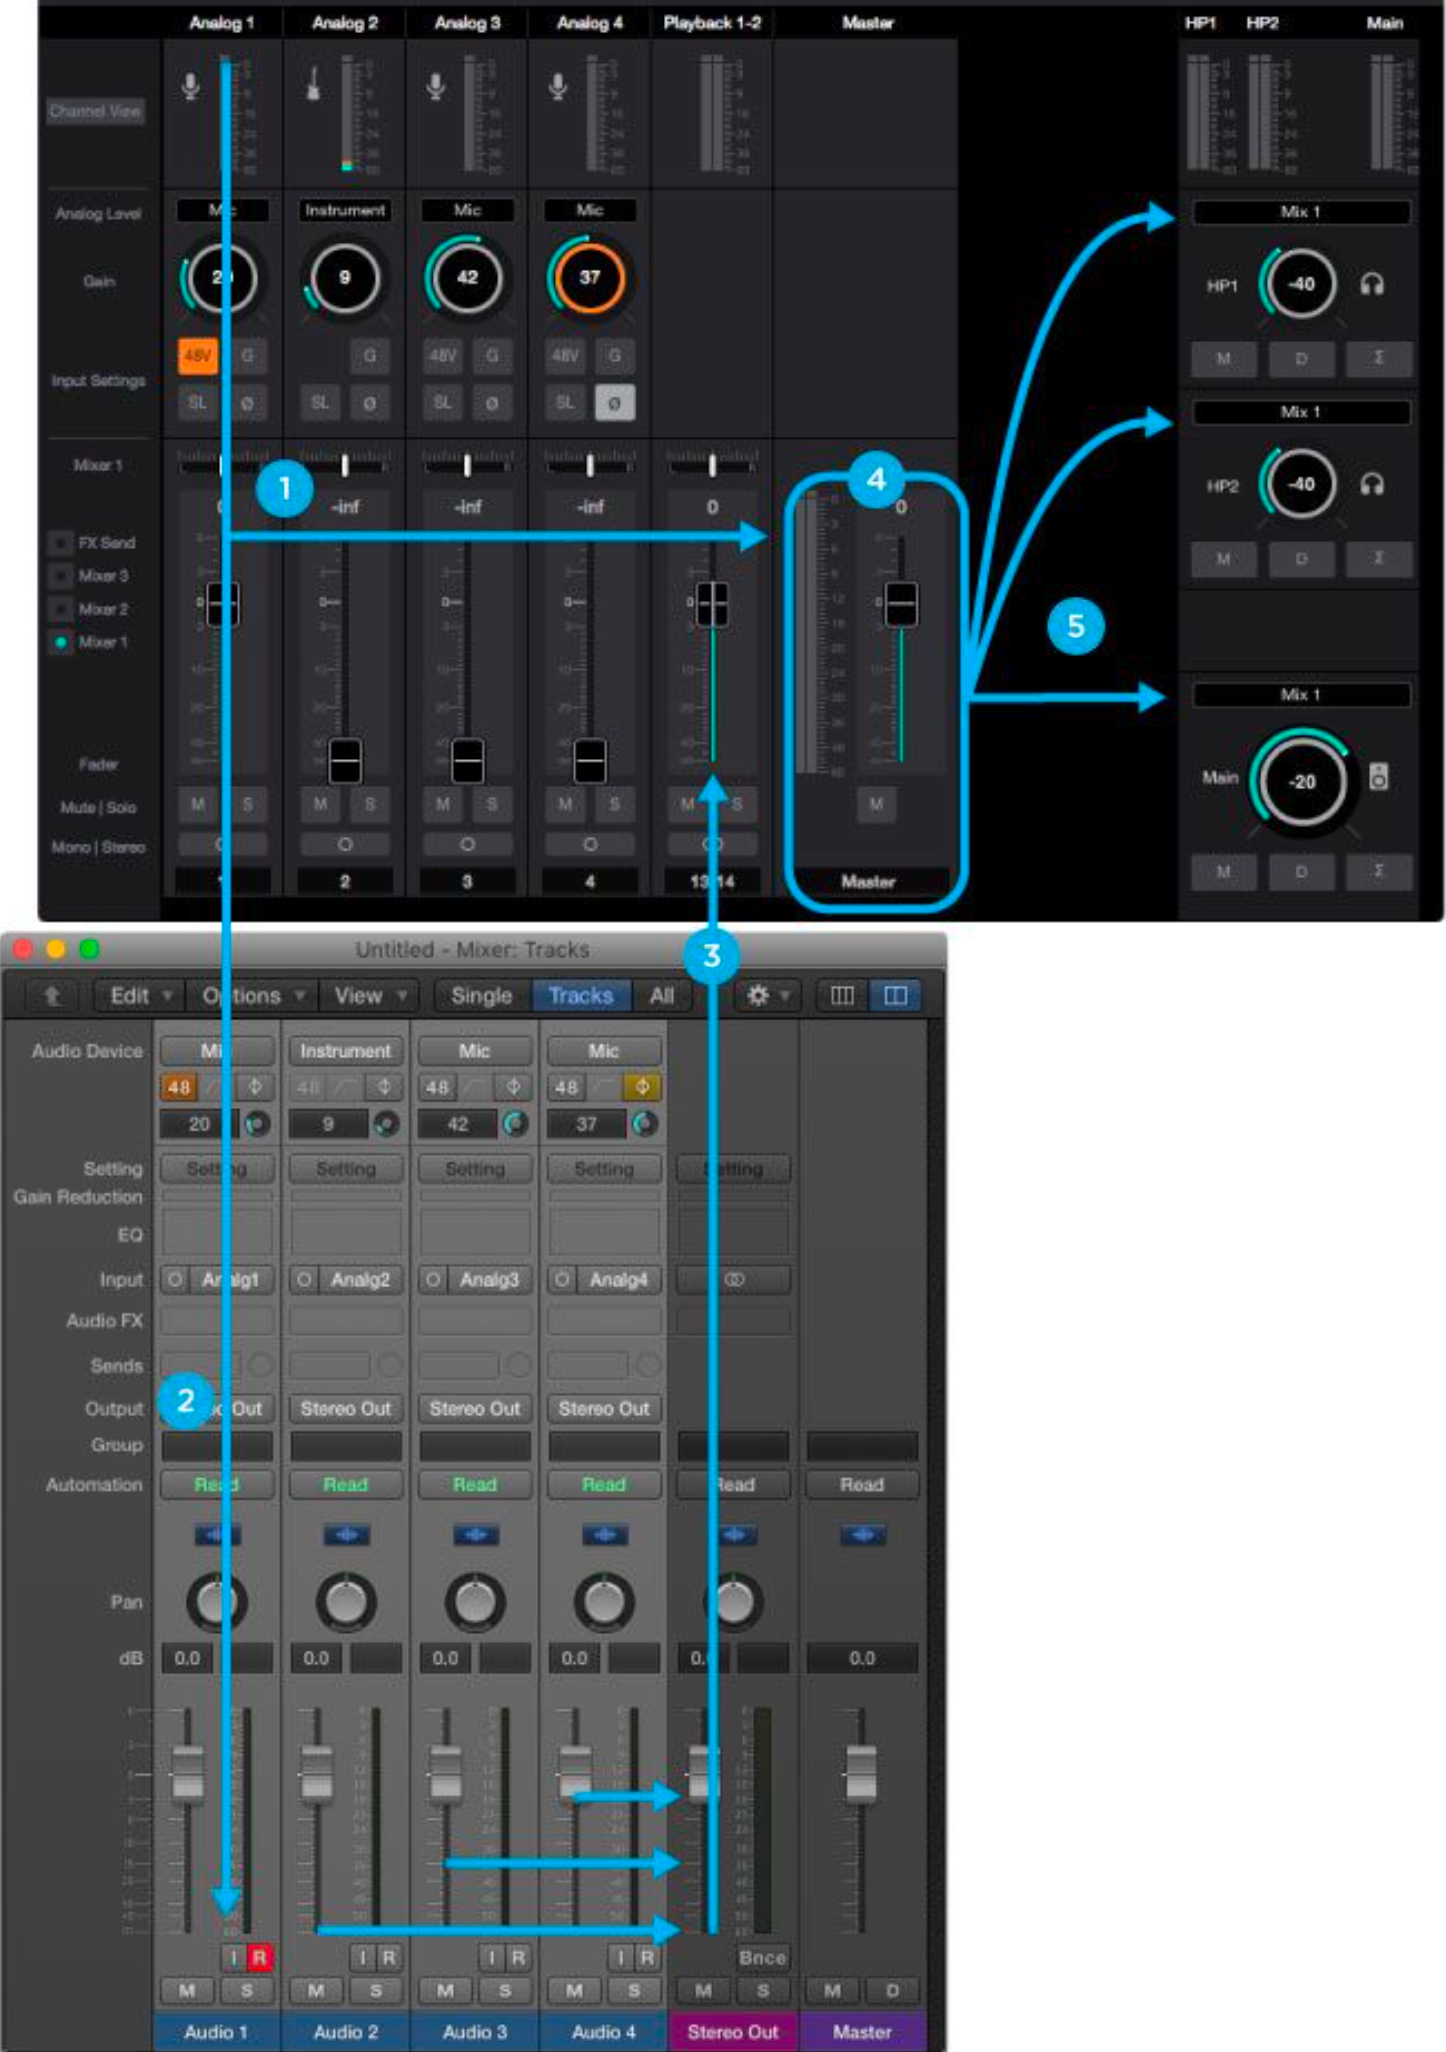 Analog 1 Analog 2 Analog 3 Analog 4 Playback 1-2 Master HP1 HP2 Main
Channel View
Analog Level Instrument Mic Mic Mix 1
Gain 9 42 37 HP1 -40
48V G G 48V G 48V G M D Σ
Input Settings
SL Ø SL Ø SL Ø SL Ø Mix 1
Mixer 1
1 4 HP2 -40
-inf -inf -inf 0 0
FX Send M D Σ
Mixer 3
Mixer 2
Mixer 1 5
Mix 1
Fader Main -20
Mute | Solo M S M S M S M S M S M
Mono | Stereo
2 3 4 Master M D Σ
Untitled - Mixer: Tracks 3
Edit Options View Single Tracks All
Audio Device Instrument Mic Mic
48 48 48 48
20 9 42 37
Setting Setting Setting Setting Setting Setting
Gain Reduction
EQ
Input Analg1 Analg2 Analg3 Analg4
Audio FX
Sends
Output 2 Out Stereo Out Stereo Out Stereo Out
Group
Automation Read Read Read Read Read Read
Pan
dB 0.0 0.0 0.0 0.0 0.0
I R I R I R I R Bnce
M S M S M S M S M S M D
Audio 1 Audio 2 Audio 3 Audio 4 Stereo Out Master